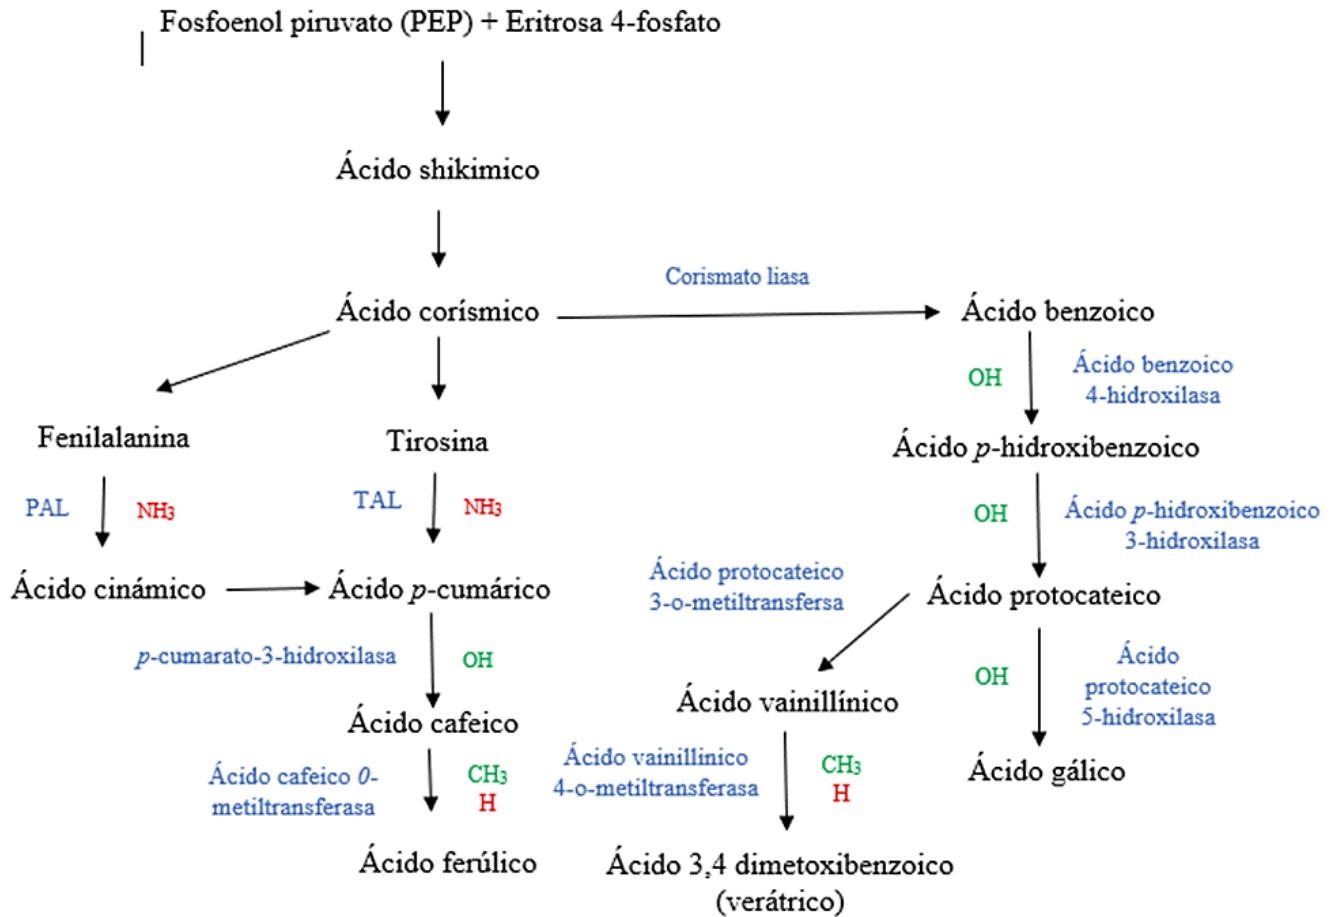 Fosfoenol piruvato (PEP) + Eritrosa 4-fosfato
Ácido shikimico
Corismato liasa
Ácido corísmico
Ácido benzoico
OH
Ácido benzoico
4-hidroxilasa
Fenilalanina
Tirosina
Ácido p-hidroxibenzoico
PAL
NH3
TAL
NH3
OH
Ácido p-hidroxibenzoico
3-hidroxilasa
Ácido cinámico
Ácido p-cumárico
Ácido protocateico
3-o-metiltransfersa
Ácido protocateico
p-cumarato-3-hidroxilasa
OH
OH
Ácido
protocateico
5-hidroxilasa
Ácido cafeico
Ácido vainillínico
Ácido cafeico 0-
metiltransferasa
CH3
H
Ácido vainillinico
4-o-metiltransferasa
CH3
H
Ácido gálico
Ácido ferúlico
Ácido 3,4 dimetoxibenzoico
(verátrico)